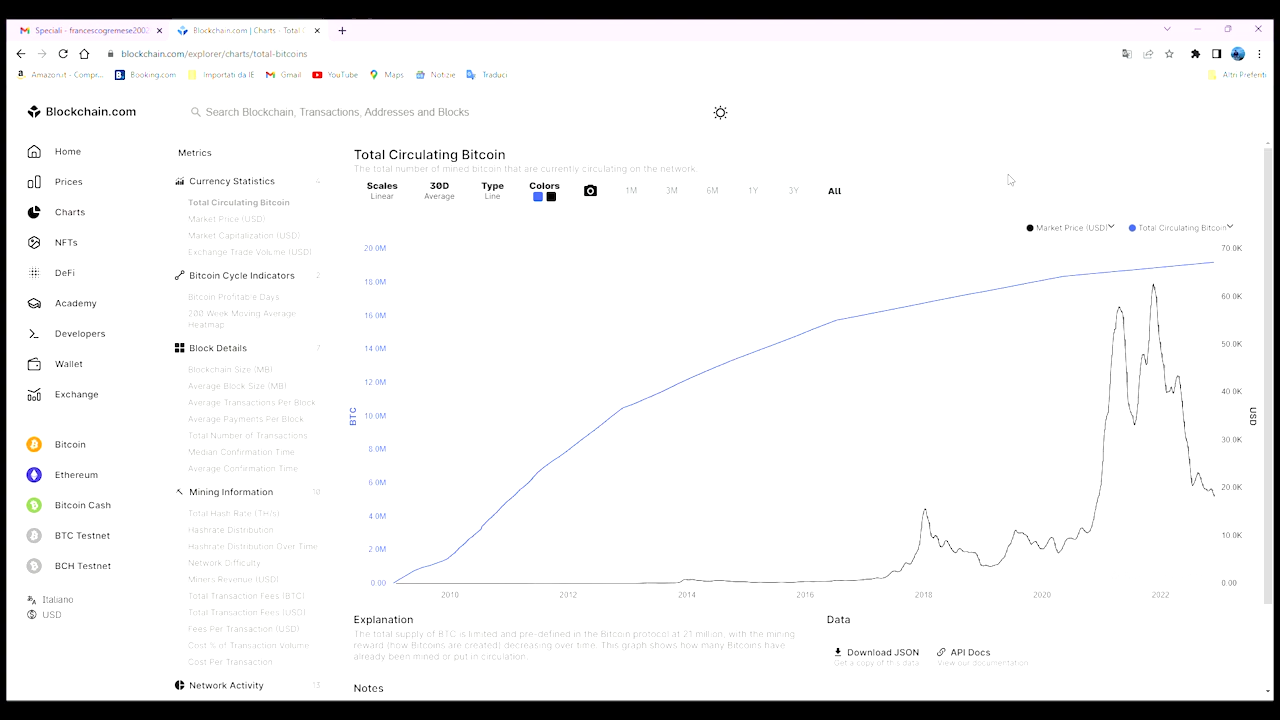 Speciali - francescogremese200
Blockchain.com | Charts - Total
blockchain.com/explorer/charts/total-bitcoins
Amazon.it - Compr...
Booking.com
Importati da IE
Gmail
YouTube
Maps
Notizie
Traduci
Altri Preferiti
Blockchain.com
Search Blockchain, Transactions, Addresses and Blocks
Home
Prices
Charts
NFTs
DeFi
Academy
Developers
Wallet
Exchange
Bitcoin
Ethereum
Bitcoin Cash
BTC Testnet
BCH Testnet
Italiano
USD
Metrics
Currency Statistics 4
Total Circulating Bitcoin
Market Price (USD)
Market Capitalization (USD)
Exchange Trade Volume (USD)
Bitcoin Cycle Indicators 2
Bitcoin Profitable Days
200 Week Moving Average
Heatmap
Block Details 7
Blockchain Size (MB)
Average Block Size (MB)
Average Transactions Per Block
Average Payments Per Block
Total Number of Transactions
Median Confirmation Time
Average Confirmation Time
Mining Information 10
Total Hash Rate (TH/s)
Hashrate Distribution
Hashrate Distribution Over Time
Network Difficulty
Miners Revenue (USD)
Total Transaction Fees (BTC)
Total Transaction Fees (USD)
Fees Per Transaction (USD)
Cost % of Transaction Volume
Cost Per Transaction
Network Activity 13
Total Circulating Bitcoin
The total number of mined bitcoin that are currently circulating on the network.
Scales
Linear
30D
Average
Type
Line
Colors
1M
3M
6M
1Y
3Y
All
Market Price (USD)
Total Circulating Bitcoin
20.0M
18.0M
16.0M
14.0M
12.0M
10.0M
8.0M
6.0M
4.0M
2.0M
0.00
BTC
70.0K
60.0K
50.0K
40.0K
30.0K
20.0K
10.0K
0.00
USD
2010
2012
2014
2016
2018
2020
2022
Explanation
The total supply of BTC is limited and pre-defined in the Bitcoin protocol at 21 million, with the mining
reward (how Bitcoins are created) decreasing over time. This graph shows how many Bitcoins have
already been mined or put in circulation.
Notes
Data
Download JSON
Get a copy of this data
API Docs
View our documentation